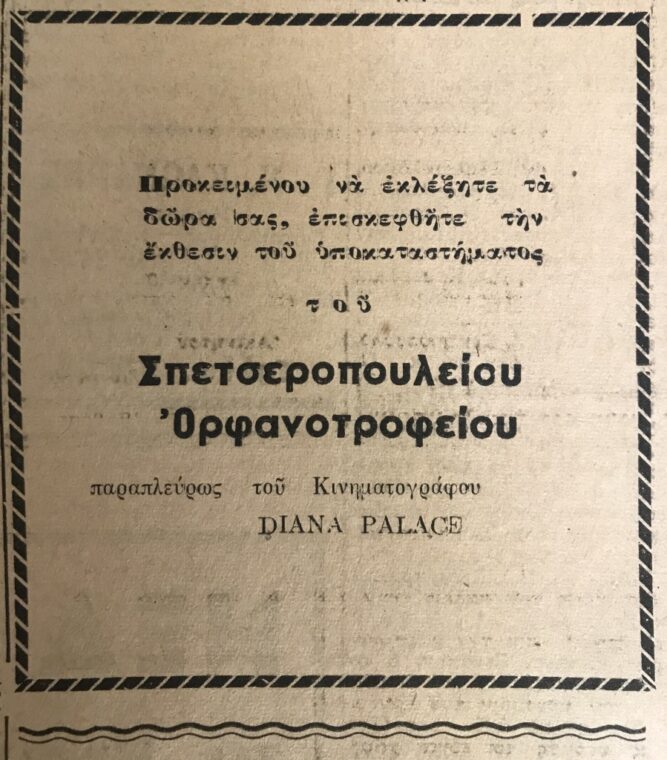 Προκειμένου νὰ ἐκλέξητε τὰ
δῶρα σας, ἐπισκεφθῆτε τὴν
ἔκθεσιν τοῦ ὑποκαταστήματος
τοῦ
Σπετσεροπουλείου
Ὀρφανοτροφείου
παραπλεύρως τοῦ Κινηματογράφου
DIANA PALACE